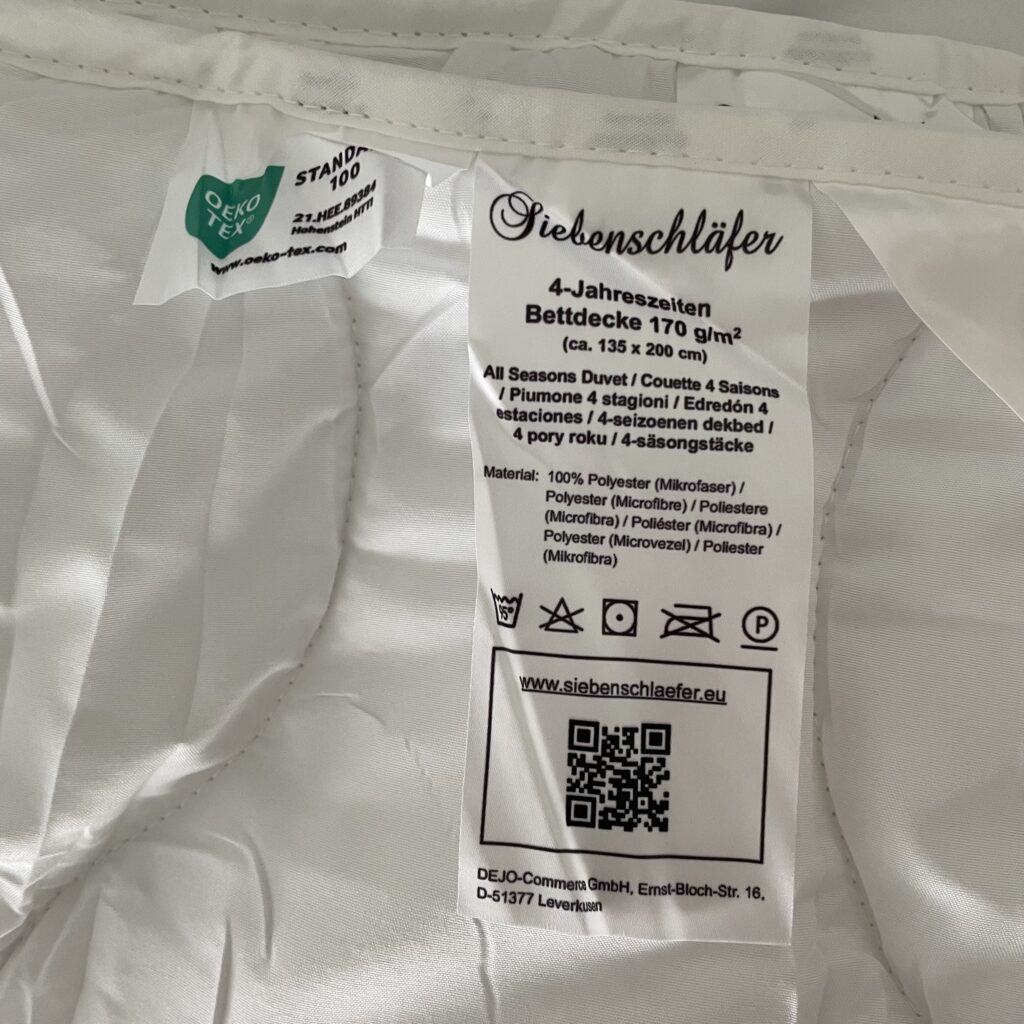 OEKO
TEX®
STANDA
100
21.HEE.89384
Hohenstein HTTI
www.oeko-tex.com
Siebenschläfer
4-Jahreszeiten
Bettdecke 170 g/m²
(ca. 135 x 200 cm)
All Seasons Duvet / Couette 4 Saisons
/ Piumone 4 stagioni / Edredón 4
estaciones / 4-seizoenen dekbed /
4 pory roku / 4-säsongstäcke
Material: 100% Polyester (Mikrofaser) /
Polyester (Microfibre) / Poliestere
(Microfibra) / Poliéster (Microfibra) /
Polyester (Microvezel) / Poliester
(Mikrofibra)
95° P
www.siebenschlaefer.eu
DEJO-Commerce GmbH, Ernst-Bloch-Str. 16,
D-51377 Leverkusen